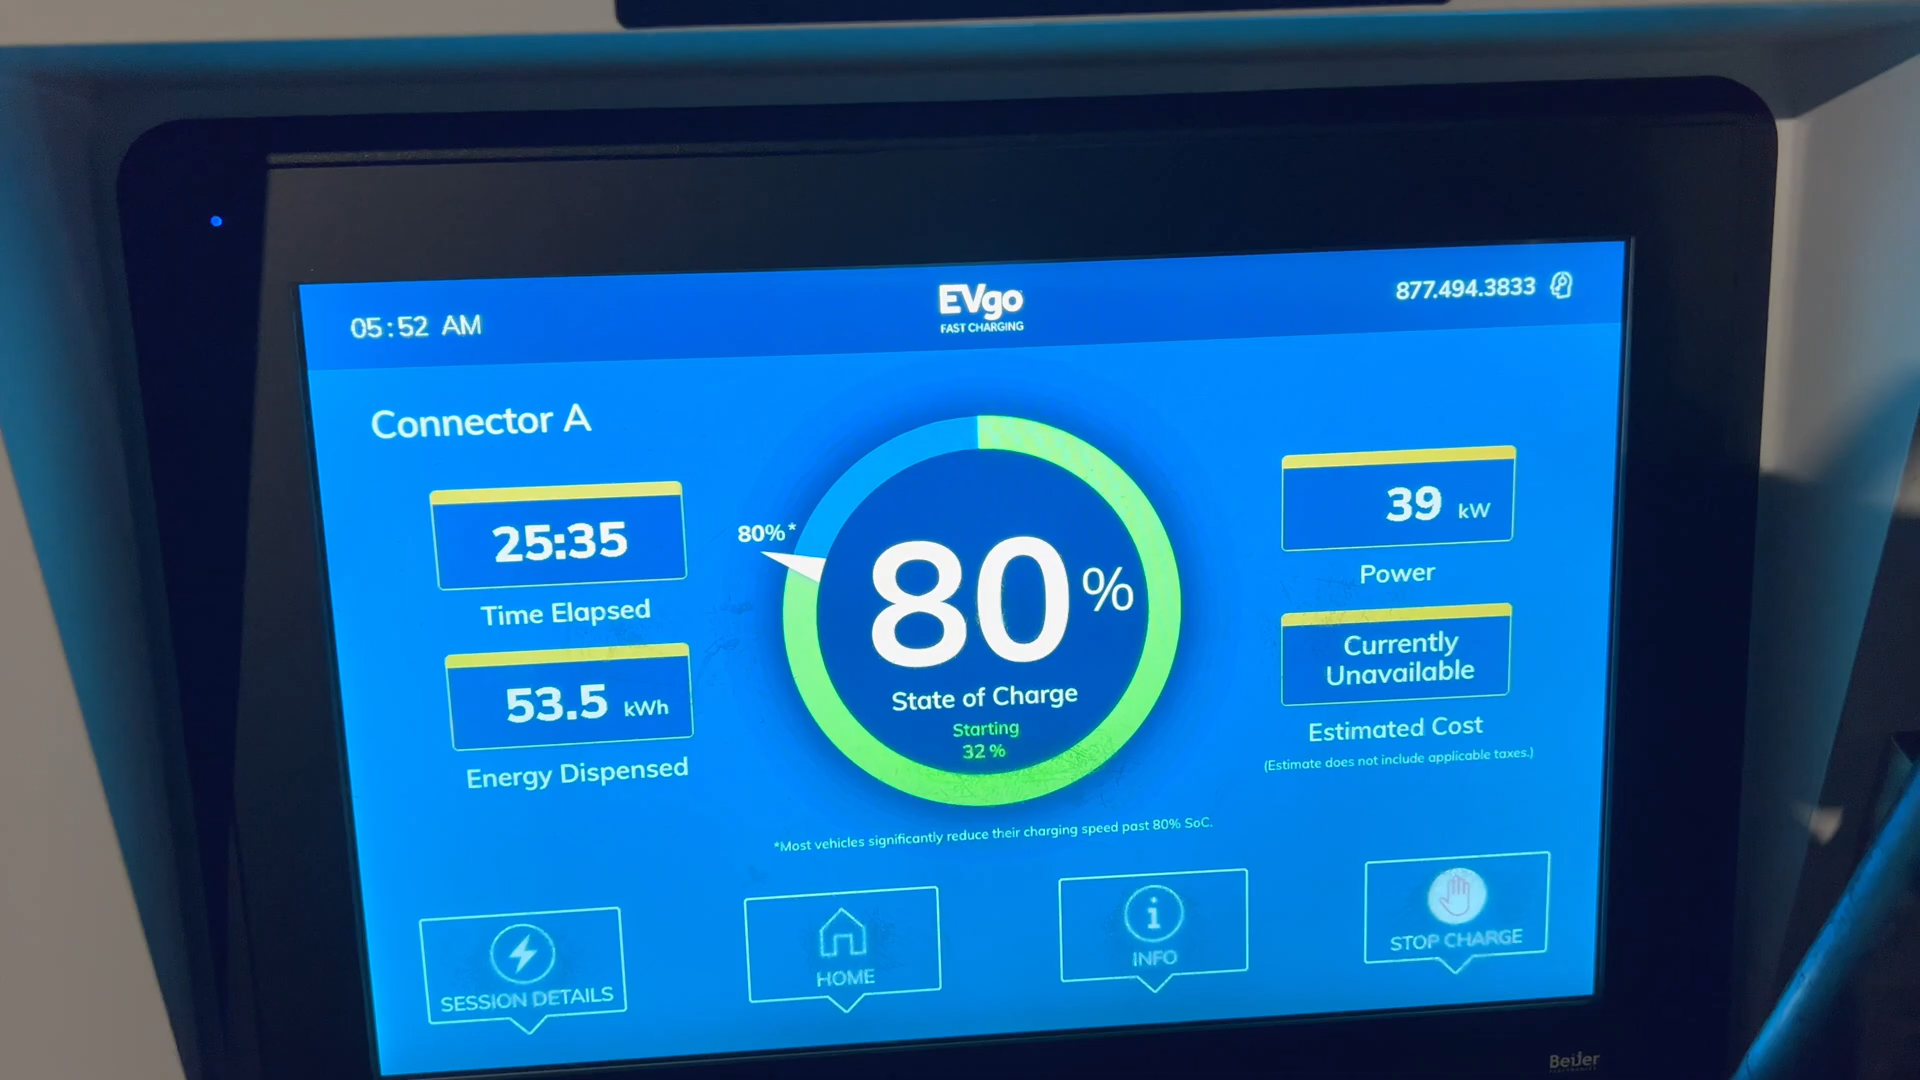 05:52 AM
EVgo
FAST CHARGING
877.494.3833
Connector A
25:35
Time Elapsed
53.5 kWh
Energy Dispensed
80%*
80%
State of Charge
Starting
32 %
39 kW
Power
Currently
Unavailable
Estimated Cost
(Estimate does not include applicable taxes.)
*Most vehicles significantly reduce their charging speed past 80% SoC.
SESSION DETAILS
HOME
INFO
STOP CHARGE
Beijer